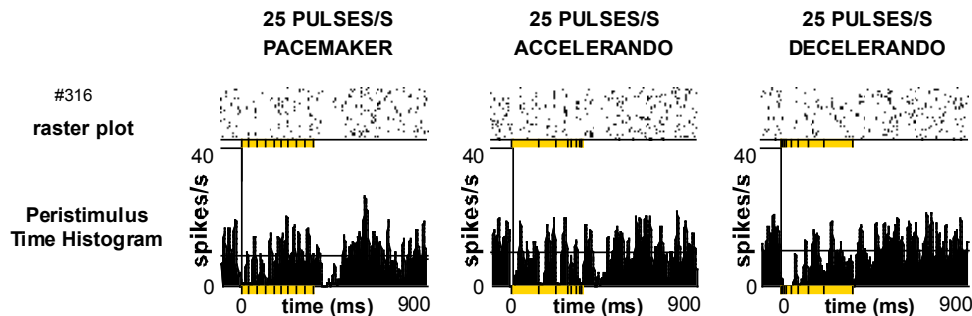 25 PULSES/S
PACEMAKER
25 PULSES/S
ACCELERANDO
25 PULSES/S
DECELERANDO
#316
raster plot
Peristimulus
Time Histogram
40
spikes/s
0
0
time (ms)
900
40
spikes/s
0
0
time (ms)
900
40
spikes/s
0
0
time (ms)
900